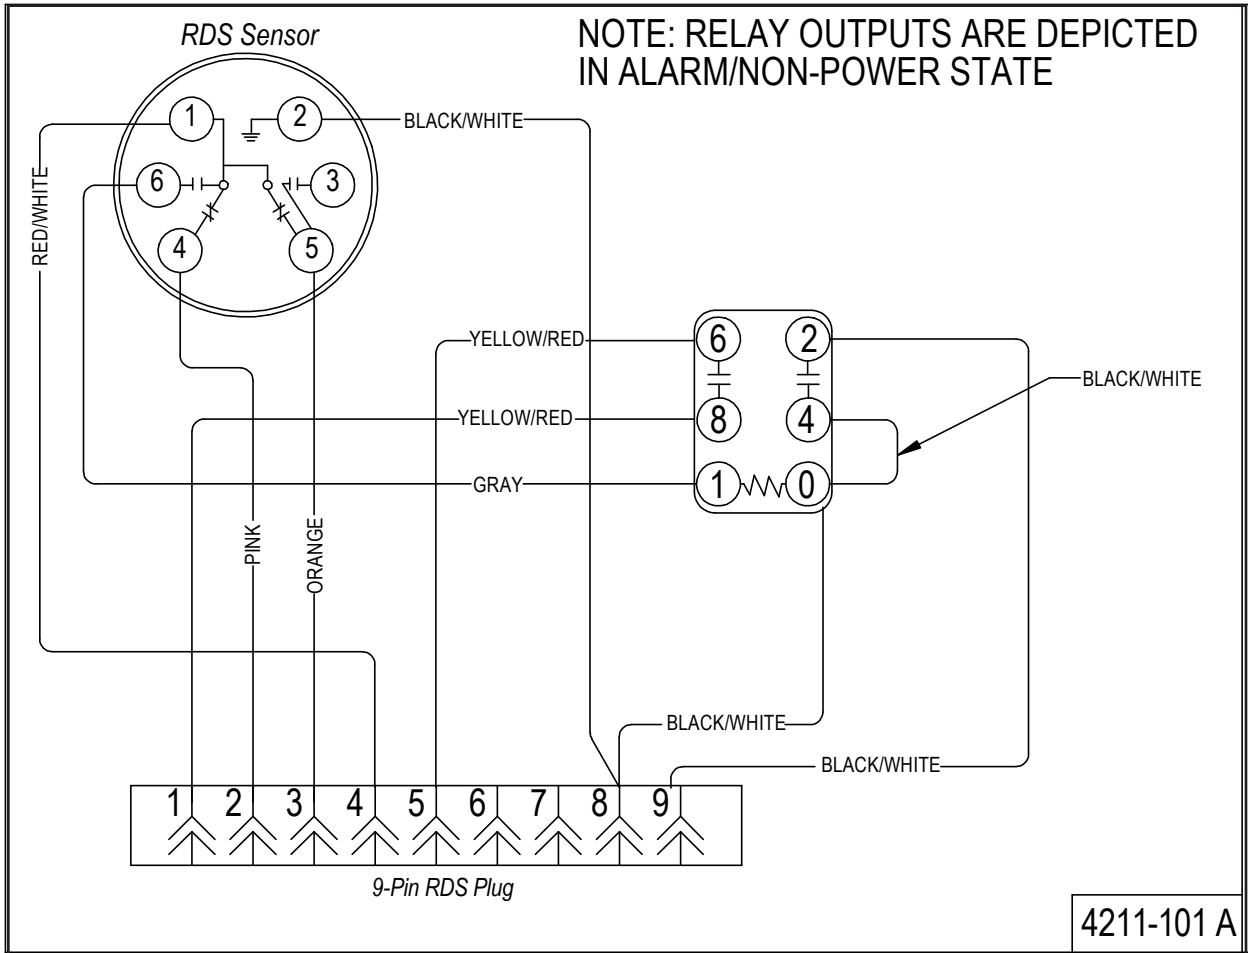 RDS Sensor
NOTE: RELAY OUTPUTS ARE DEPICTED
IN ALARM/NON-POWER STATE
1
2
BLACK/WHITE
RED/WHITE
6
3
4
5
YELLOW/RED
6
2
BLACK/WHITE
YELLOW/RED
8
4
GRAY
1
0
PINK
ORANGE
BLACK/WHITE
BLACK/WHITE
1 2 3 4 5 6 7 8 9
9-Pin RDS Plug
4211-101 A